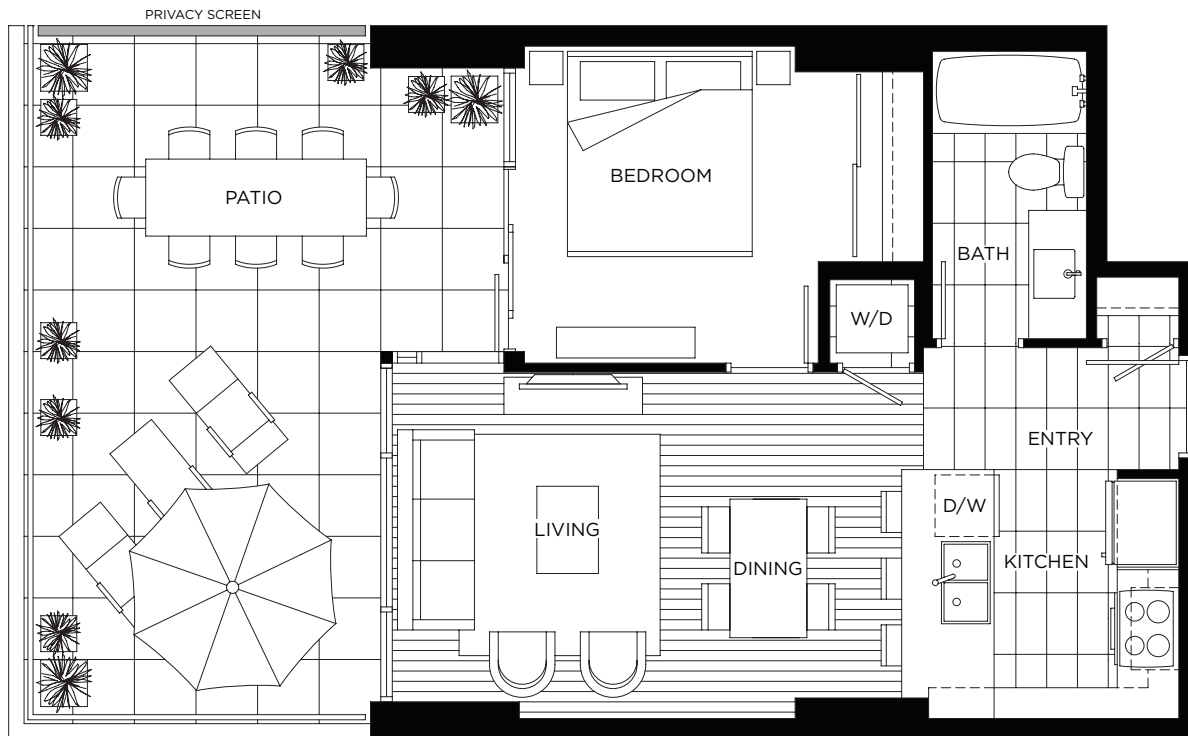 PRIVACY SCREEN
BEDROOM
PATIO
BATH
W/D
ENTRY
D/W
LIVING
KITCHEN
DINING